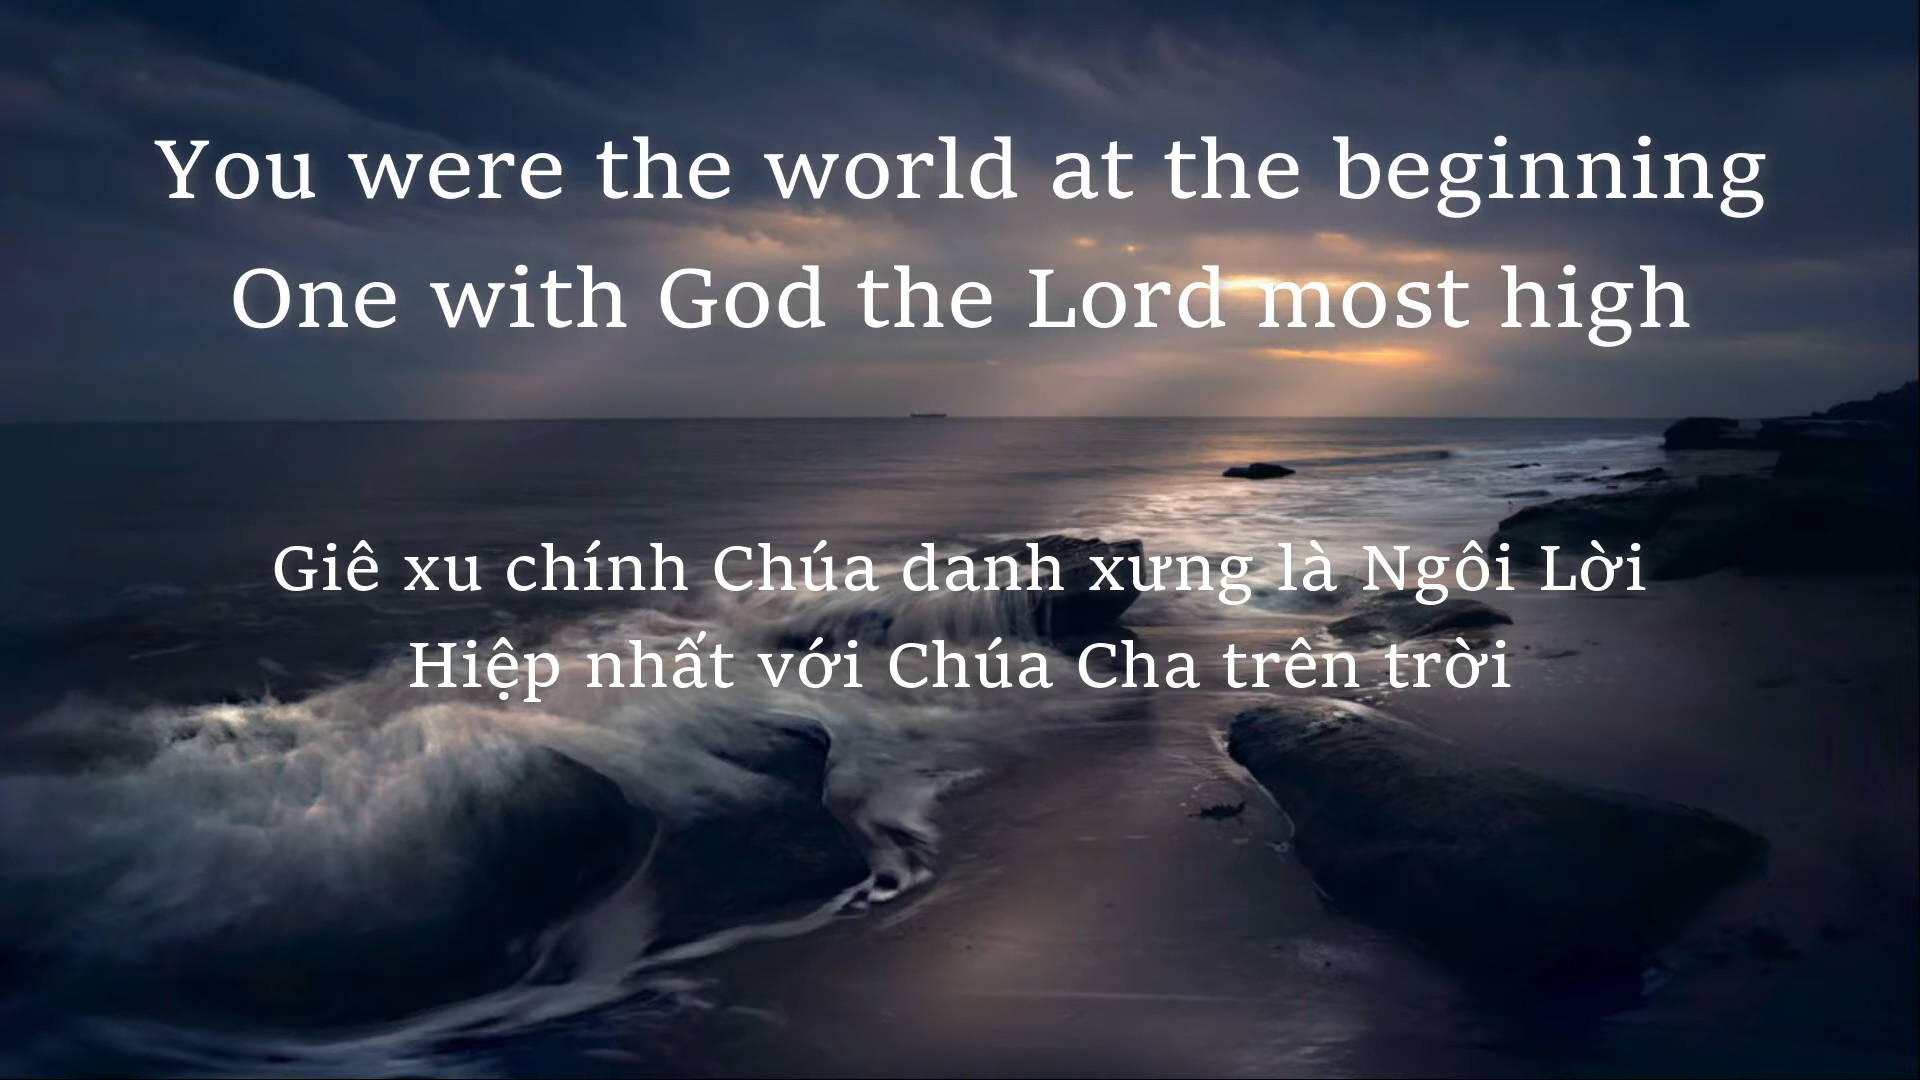 You were the world at the beginning
One with God the Lord most high
Giê xu chính Chúa danh xưng là Ngôi Lời
Hiệp nhất với Chúa Cha trên trời